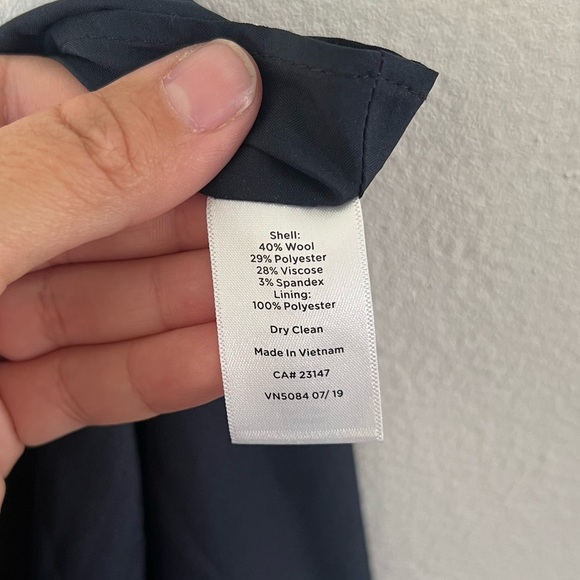 Shell:
40% Wool
29% Polyester
28% Viscose
3% Spandex
Lining:
100% Polyester
Dry Clean
Made In Vietnam
CA# 23147
VN5084 07/ 19